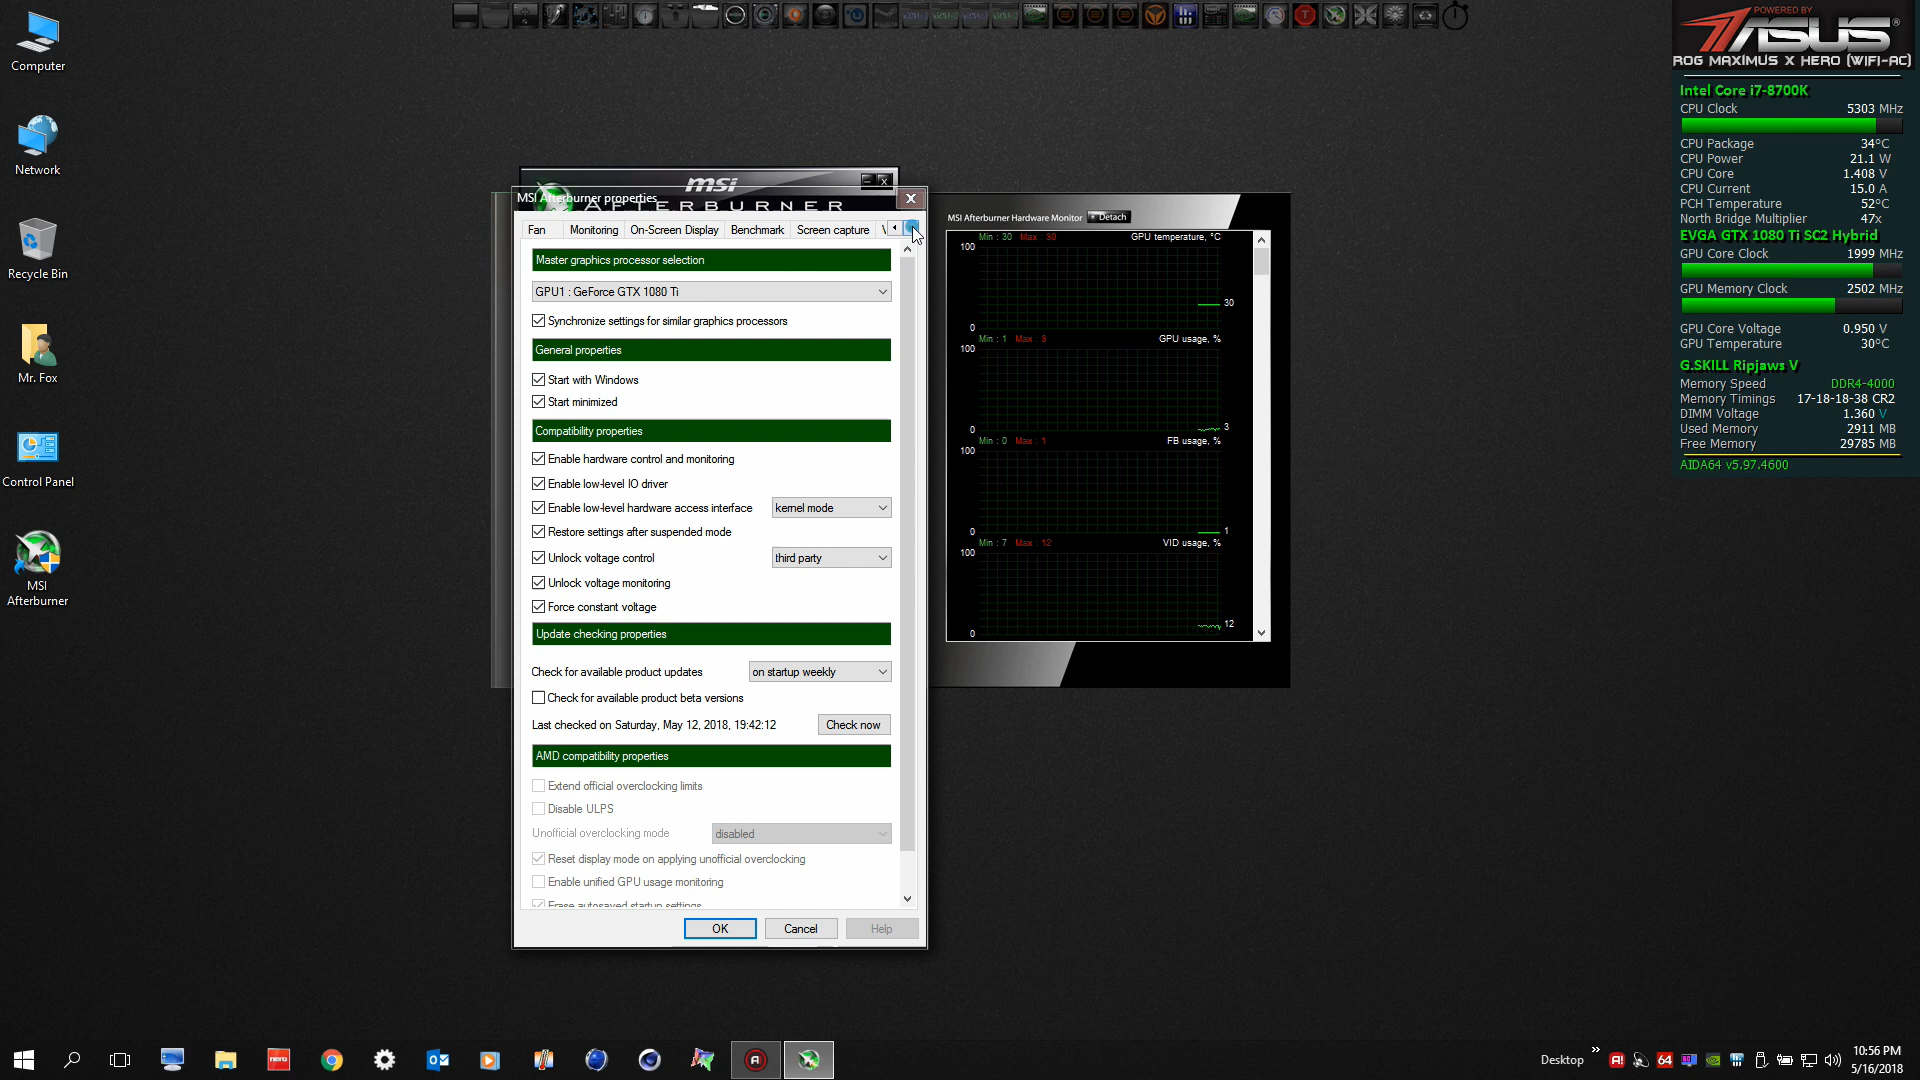 Computer
Network
Recycle Bin
Mr. Fox
Control Panel
MSI
Afterburner
msi
AFTERBURNER
MSI Afterburner properties
Fan
Monitoring
On-Screen Display
Benchmark
Screen capture
Master graphics processor selection
GPU1 : GeForce GTX 1080 Ti
Synchronize settings for similar graphics processors
General properties
Start with Windows
Start minimized
Compatibility properties
Enable hardware control and monitoring
Enable low-level IO driver
Enable low-level hardware access interface
kernel mode
Restore settings after suspended mode
Unlock voltage control
third party
Unlock voltage monitoring
Force constant voltage
Update checking properties
Check for available product updates
on startup weekly
Check for available product beta versions
Last checked on Saturday, May 12, 2018, 19:42:12
Check now
AMD compatibility properties
Extend official overclocking limits
Disable ULPS
Unofficial overclocking mode
disabled
Reset display mode on applying unofficial overclocking
Enable unified GPU usage monitoring
Erase autosaved startup settings
OK
Cancel
Help
MSI Afterburner Hardware Monitor
Detach
Min : 30 Max : 30
GPU temperature, °C
100
30
0
Min : 1 Max : 3
GPU usage, %
100
3
0
Min : 0 Max : 1
FB usage, %
100
1
0
Min : 7 Max : 12
VID usage, %
100
12
0
POWERED BY
ASUS
ROG MAXIMUS X HERO (WIFI-AC)
Intel Core i7-8700K
CPU Clock 5303 MHz
CPU Package 34°C
CPU Power 21.1 W
CPU Core 1.408 V
CPU Current 15.0 A
PCH Temperature 52°C
North Bridge Multiplier 47x
EVGA GTX 1080 Ti SC2 Hybrid
GPU Core Clock 1999 MHz
GPU Memory Clock 2502 MHz
GPU Core Voltage 0.950 V
GPU Temperature 30°C
G.SKILL Ripjaws V
Memory Speed DDR4-4000
Memory Timings 17-18-18-38 CR2
DIMM Voltage 1.360 V
Used Memory 2911 MB
Free Memory 29785 MB
AIDA64 v5.97.4600
nero
Desktop
64
10:56 PM
5/16/2018